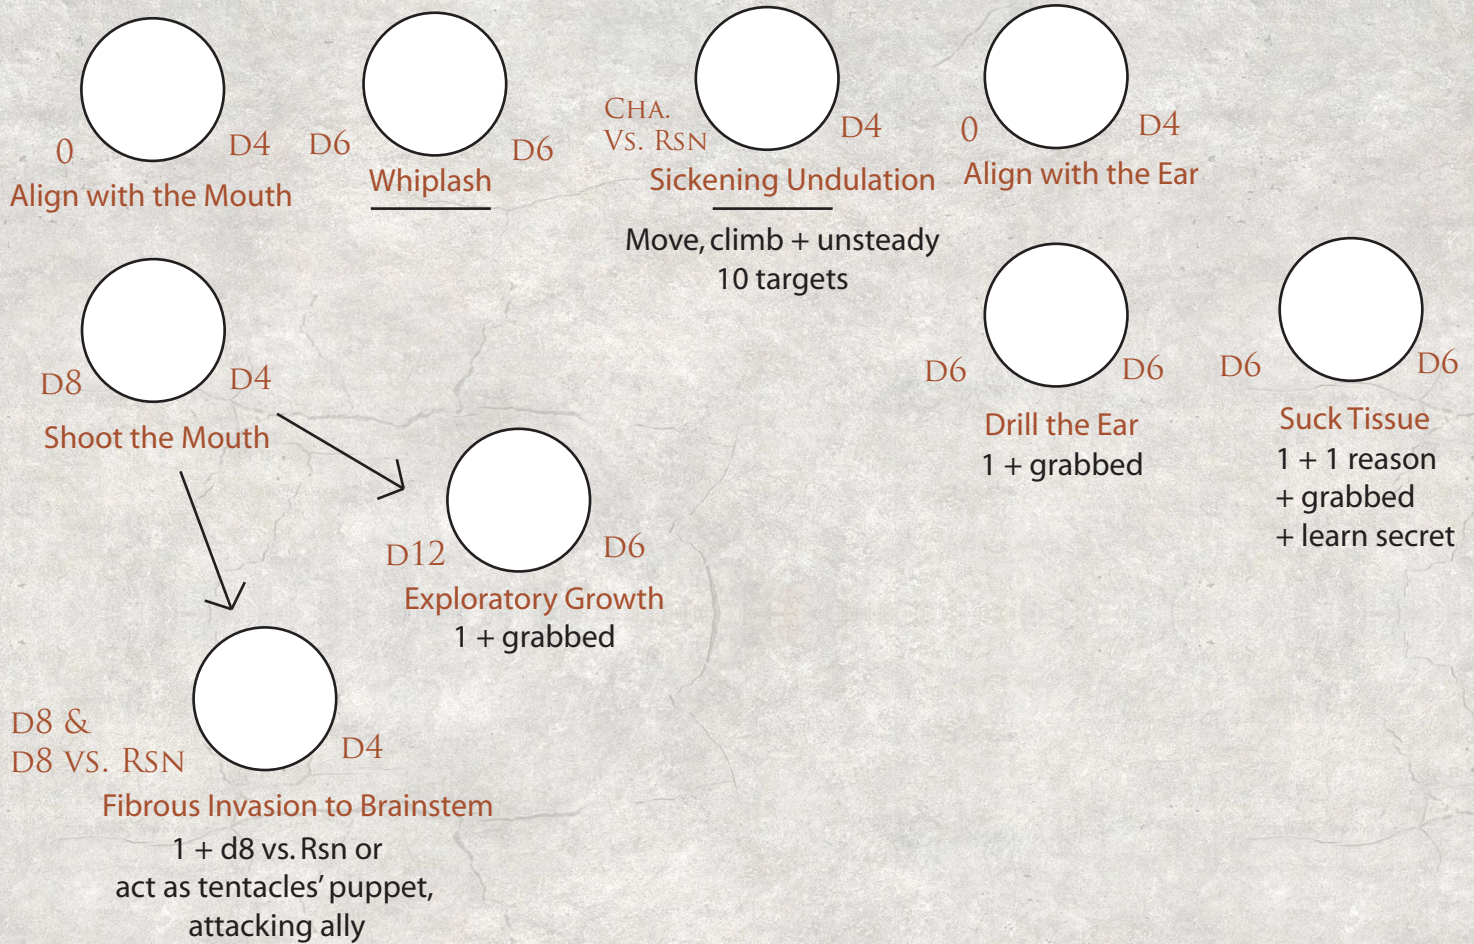 0
D4
Align with the Mouth
D6
D6
Whiplash
CHA.
VS. RSN
D4
Sickening Undulation
Move, climb + unsteady
10 targets
0
D4
Align with the Ear
D8
D4
Shoot the Mouth
D12
D6
Exploratory Growth
1 + grabbed
D6
D6
Drill the Ear
1 + grabbed
D6
D6
Suck Tissue
1 + 1 reason
+ grabbed
+ learn secret
D8 &
D8 VS. RSN
D4
Fibrous Invasion to Brainstem
1 + d8 vs. Rsn or
act as tentacles’ puppet,
attacking ally